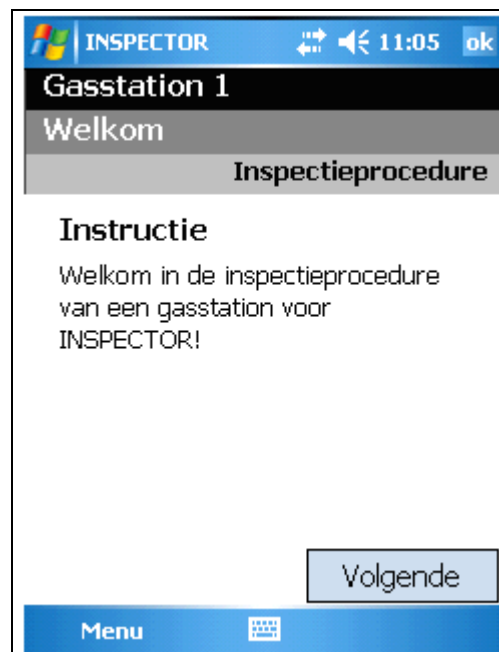 INSPECTOR 11:05 ok
Gasstation 1
Welkom
Inspectieprocedure
Instructie
Welkom in de inspectieprocedure
van een gasstation voor
INSPECTOR!
Volgende
Menu